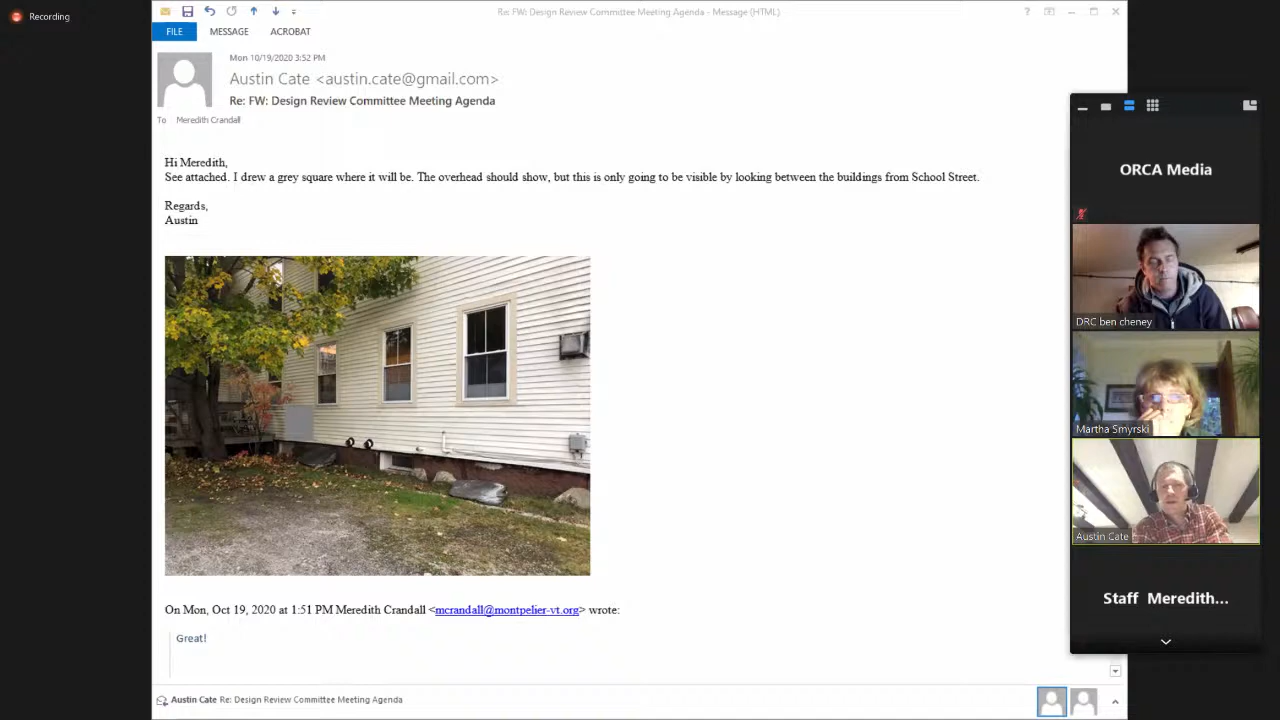 Recording
Re: FW: Design Review Committee Meeting Agenda - Message (HTML)
?
FILE MESSAGE ACROBAT
Mon 10/19/2020 3:52 PM
Austin Cate <austin.cate@gmail.com>
Re: FW: Design Review Committee Meeting Agenda
To Meredith Crandall
Hi Meredith,
See attached. I drew a grey square where it will be. The overhead should show, but this is only going to be visible by looking between the buildings from School Street.
Regards,
Austin
On Mon, Oct 19, 2020 at 1:51 PM Meredith Crandall <mcrandall@montpelier-vt.org> wrote:
Great!
Austin Cate Re: Design Review Committee Meeting Agenda
ORCA Media
DRC ben cheney
Martha Smyrski
Austin Cate
Staff Meredith...